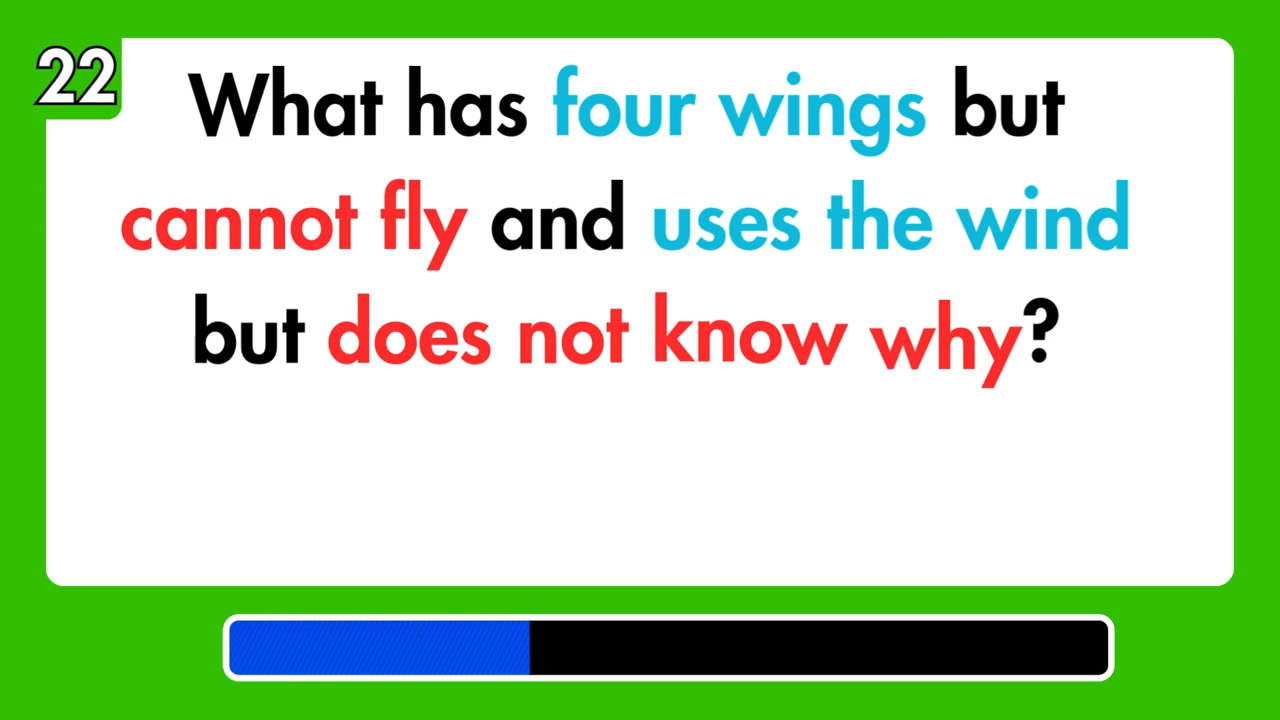 22
What has four wings but
cannot fly and uses the wind
but does not know why?